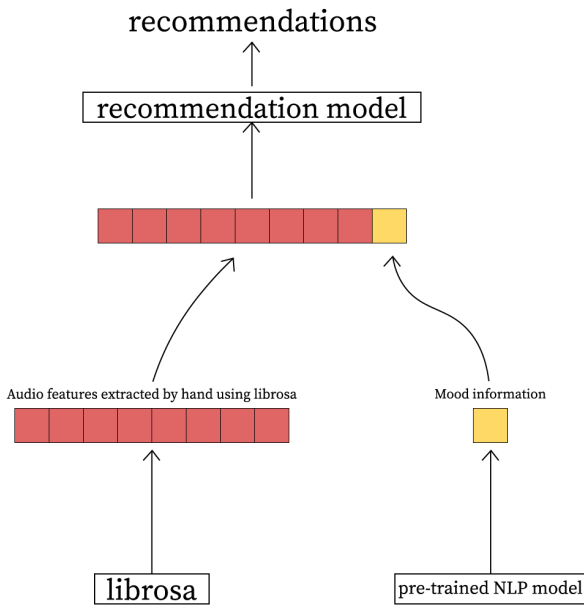 recommendations
recommendation model
Audio features extracted by hand using librosa
Mood information
librosa
pre-trained NLP model